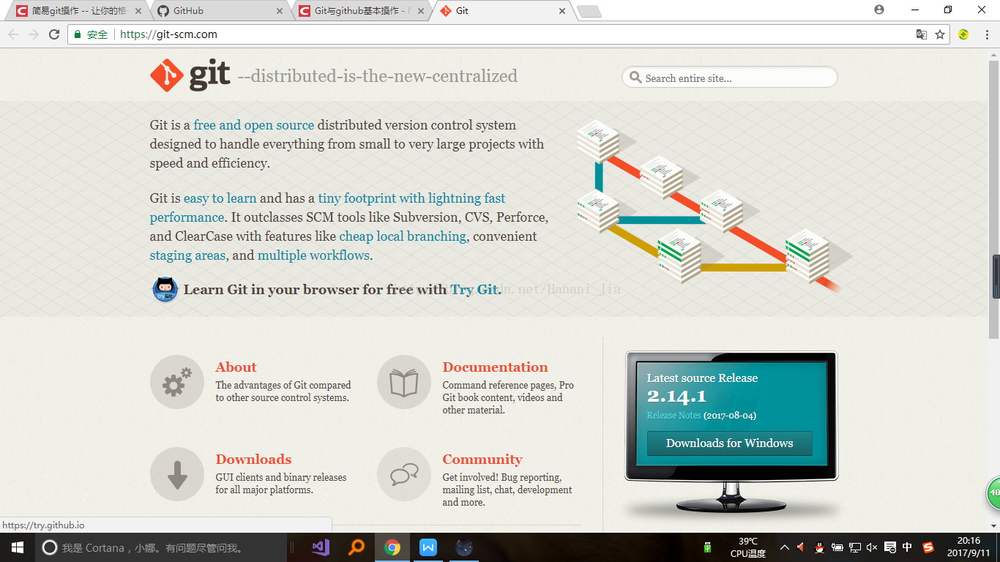 简易git操作 -- 让你的格
GitHub
Git与github基本操作 -
Git
安全
https://git-scm.com
git --distributed-is-the-new-centralized
Search entire site...
Git is a free and open source distributed version control system
designed to handle everything from small to very large projects with
speed and efficiency.
Git is easy to learn and has a tiny footprint with lightning fast
performance. It outclasses SCM tools like Subversion, CVS, Perforce,
and ClearCase with features like cheap local branching, convenient
staging areas, and multiple workflows.
tryGit
Learn Git in your browser for free with Try Git.
.net/Hanani_Jia
About
The advantages of Git compared
to other source control systems.
Documentation
Command reference pages, Pro
Git book content, videos and
other material.
Downloads
GUI clients and binary releases
for all major platforms.
Community
Get involved! Bug reporting,
mailing list, chat, development
and more.
Latest source Release
2.14.1
Release Notes (2017-08-04)
Downloads for Windows
40
https://try.github.io
我是 Cortana，小娜。有问题尽管问我。
39℃
CPU温度
中
20:16
2017/9/11